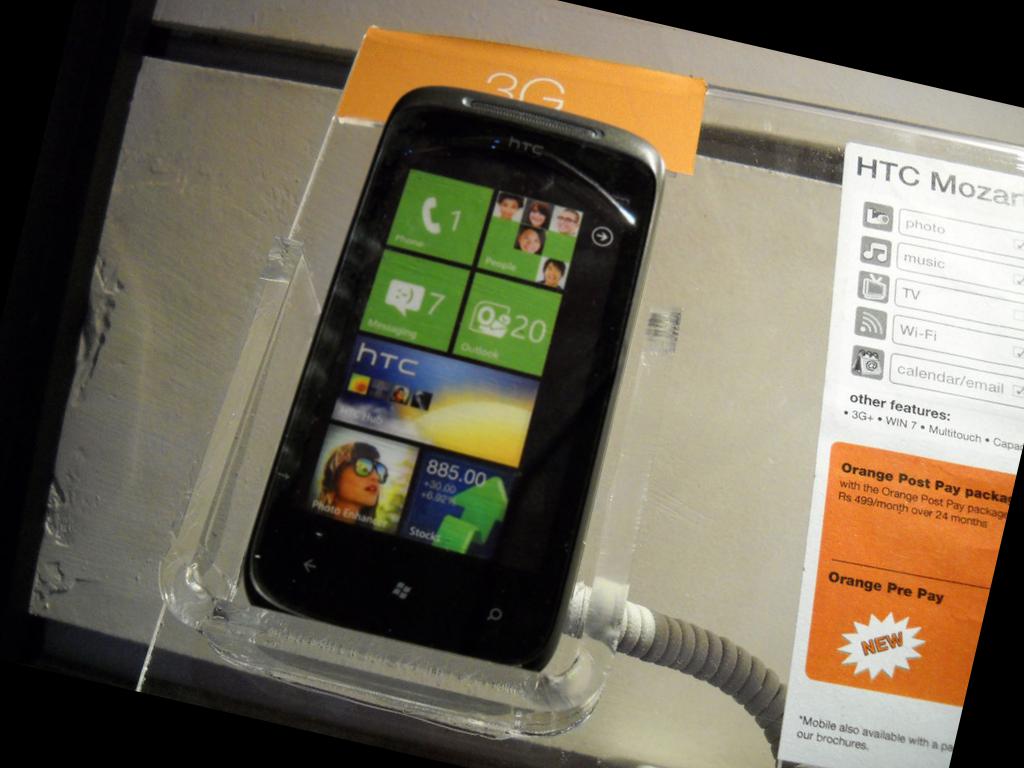 3G
hTC
1
Phone
People
7
Messaging
20
Outlook
hTC
Hub
Photo Enhan
885.00
+30.00
+6.92%
Stocks
HTC Mozar
photo
music
TV
Wi-Fi
calendar/email
other features:
• 3G+ • WIN 7 • Multitouch • Capa
Orange Post Pay packa
with the Orange Post Pay package
Rs 499/month over 24 months
Orange Pre Pay
NEW
*Mobile also available with a pa
our brochures.